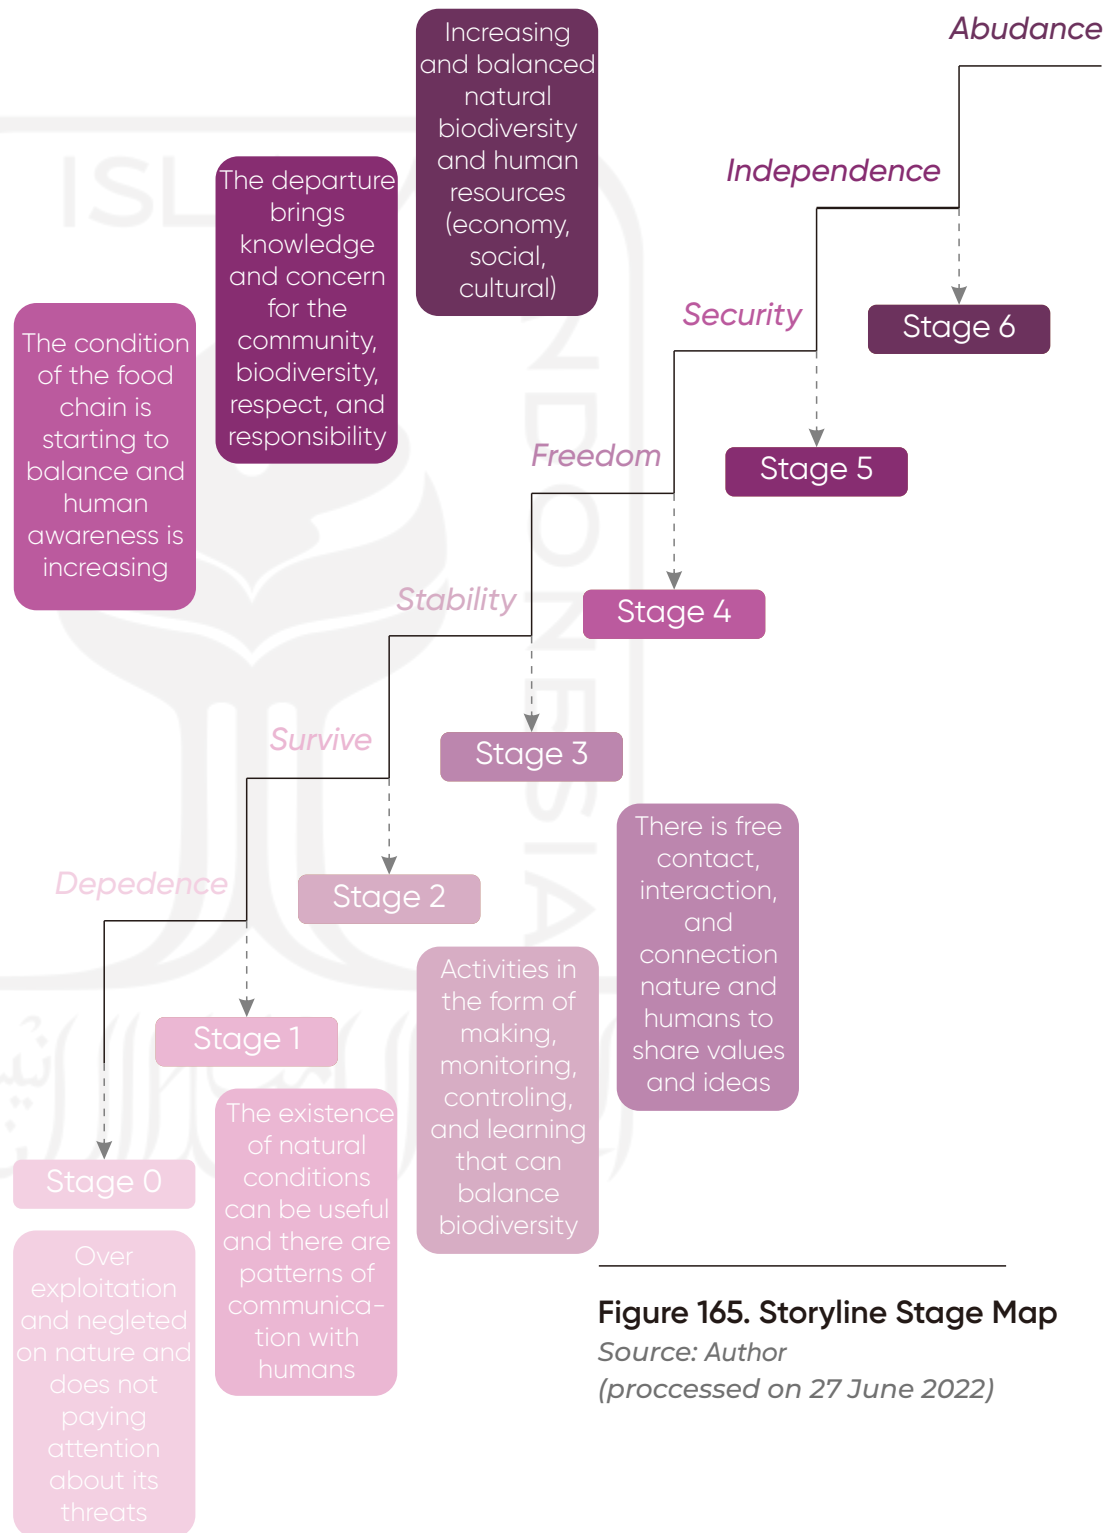 Abudance
Increasing
and balanced
natural
biodiversity
and human
resources
(economy,
social,
cultural)
Independence
The departure
brings
knowledge
and concern
for the
community,
biodiversity,
respect, and
responsibility
Security
Stage 6
The condition
of the food
chain is
starting to
balance and
human
awareness is
increasing
Freedom
Stage 5
Stability
Stage 4
Survive
Stage 3
There is free
contact,
interaction,
and
connection
nature and
humans to
share values
and ideas
Depedence
Stage 2
Activities in
the form of
making,
monitoring,
controling,
and learning
that can
balance
biodiversity
Stage 1
The existence
of natural
conditions
can be useful
and there are
patterns of
communica-
tion with
humans
Stage 0
Over
exploitation
and negleted
on nature and
does not
paying
attention
about its
threats
Figure 165. Storyline Stage Map
Source: Author
(proccessed on 27 June 2022)
ISL
INDONESIA